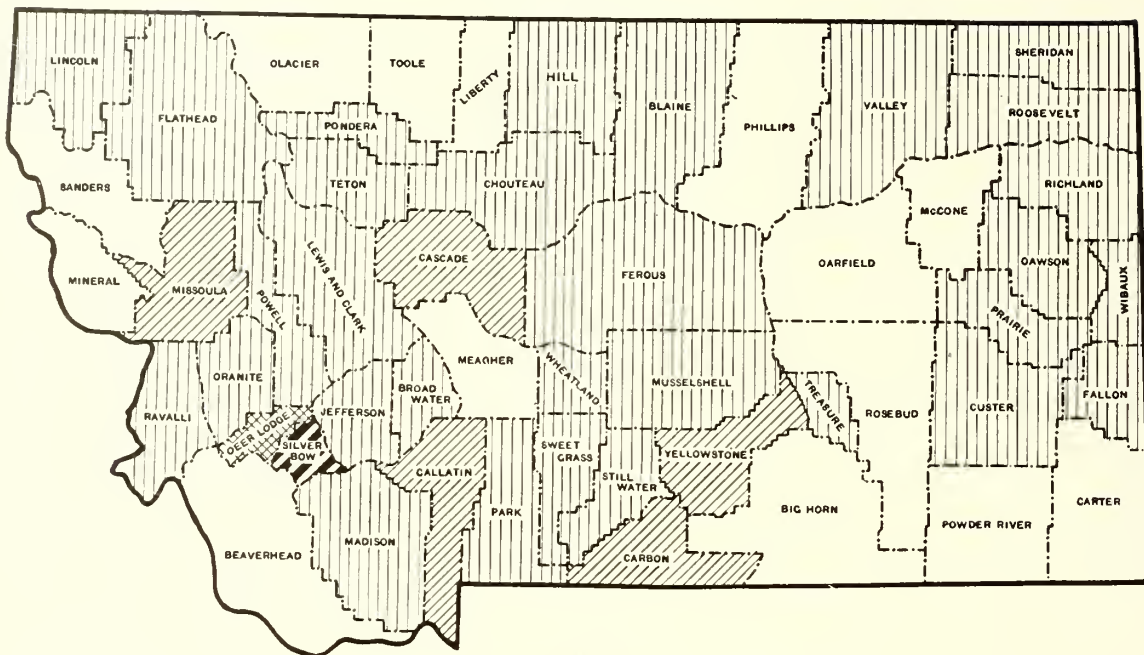 LINCOLN
FLATHEAD
OLACIER
TOOLE
LIBERTY
HILL
BLAINE
PHILLIPS
VALLEY
SHERIDAN
ROOSEVELT
PONDERA
TETON
CHOUTEAU
SANDERS
MINERAL
MISSOULA
POWELL
LEWIS AND CLARK
CASCADE
FEROUS
OARFIELD
McCONE
RICHLAND
OAWSON
WIBAUX
PRAIRIE
RAVALLI
ORANITE
DEER LODGE
SILVER
BOW
JEFFERSON
BROAD
WATER
MEAGHER
WHEATLAND
MUSSELSHELL
TREASURE
ROSEBUD
CUSTER
FALLON
CALLATIN
PARK
SWEET
GRASS
STILL
WATER
YELLOWSTONE
BIG HORN
POWDER RIVER
CARTER
BEAVERHEAD
MADISON
CARBON